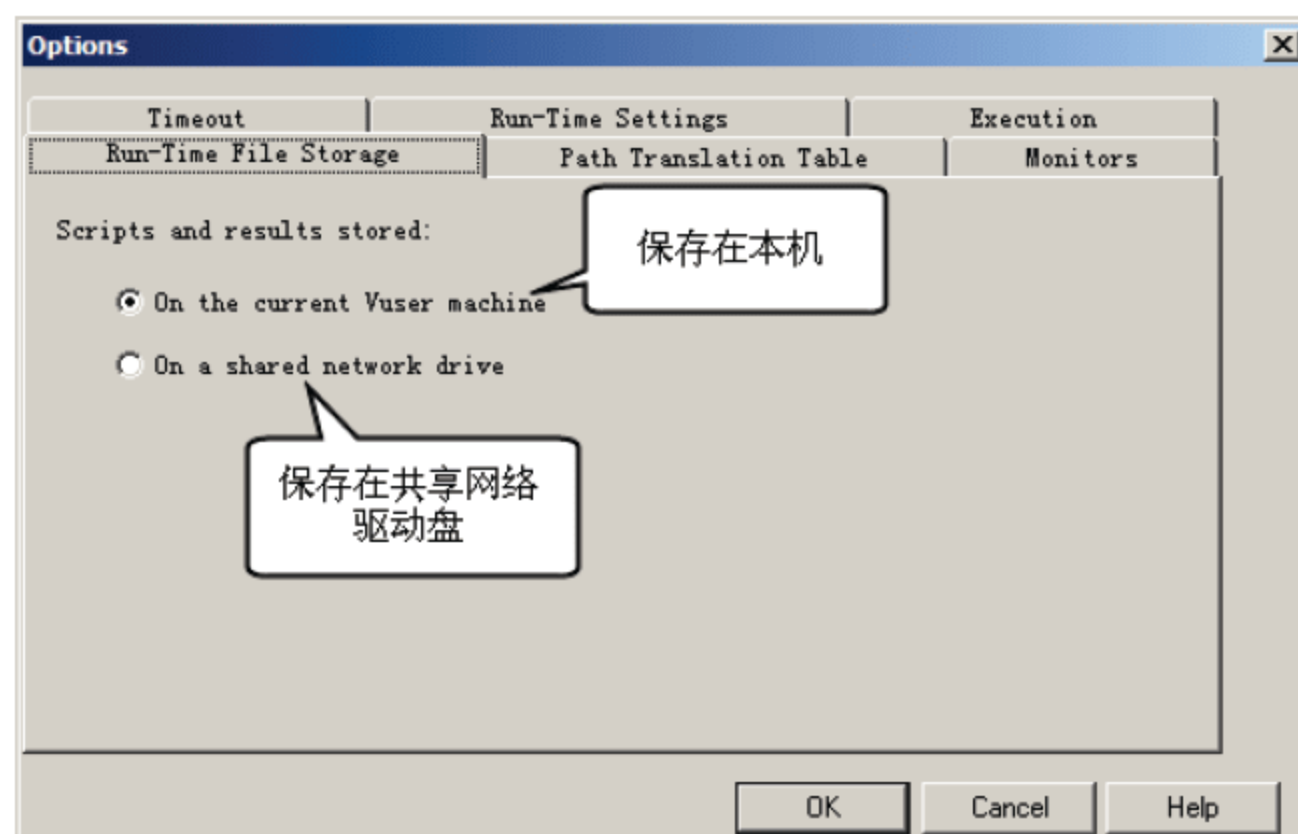 Options
Timeout
Run-Time Settings
Execution
Run-Time File Storage
Path Translation Table
Monitors
Scripts and results stored:
保存在本机
On the current Vuser machine
On a shared network drive
保存在共享网络
驱动盘
OK
Cancel
Help